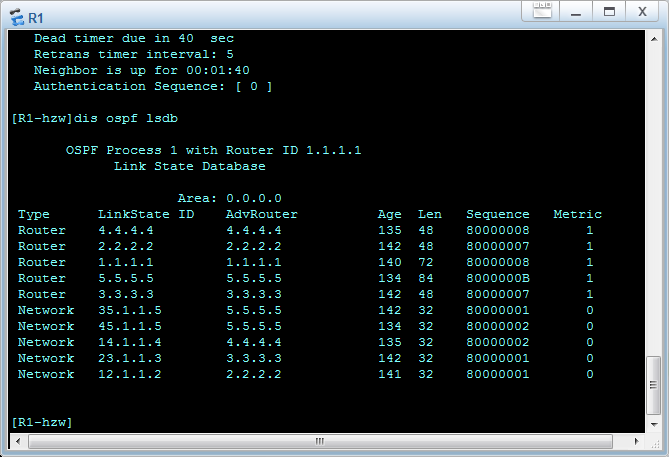 R1
Dead timer due in 40  sec
Retrans timer interval: 5
Neighbor is up for 00:01:40
Authentication Sequence: [ 0 ]
[R1-hzw]dis ospf lsdb
OSPF Process 1 with Router ID 1.1.1.1
Link State Database
Area: 0.0.0.0
Type      LinkState ID    AdvRouter          Age  Len   Sequence   Metric
Router    4.4.4.4         4.4.4.4            135  48    80000008       1
Router    2.2.2.2         2.2.2.2            142  48    80000007       1
Router    1.1.1.1         1.1.1.1            140  72    80000008       1
Router    5.5.5.5         5.5.5.5            134  84    8000000B       1
Router    3.3.3.3         3.3.3.3            142  48    80000007       1
Network   35.1.1.5        5.5.5.5            142  32    80000001       0
Network   45.1.1.5        5.5.5.5            134  32    80000002       0
Network   14.1.1.4        4.4.4.4            135  32    80000002       0
Network   23.1.1.3        3.3.3.3            142  32    80000001       0
Network   12.1.1.2        2.2.2.2            141  32    80000001       0
[R1-hzw]